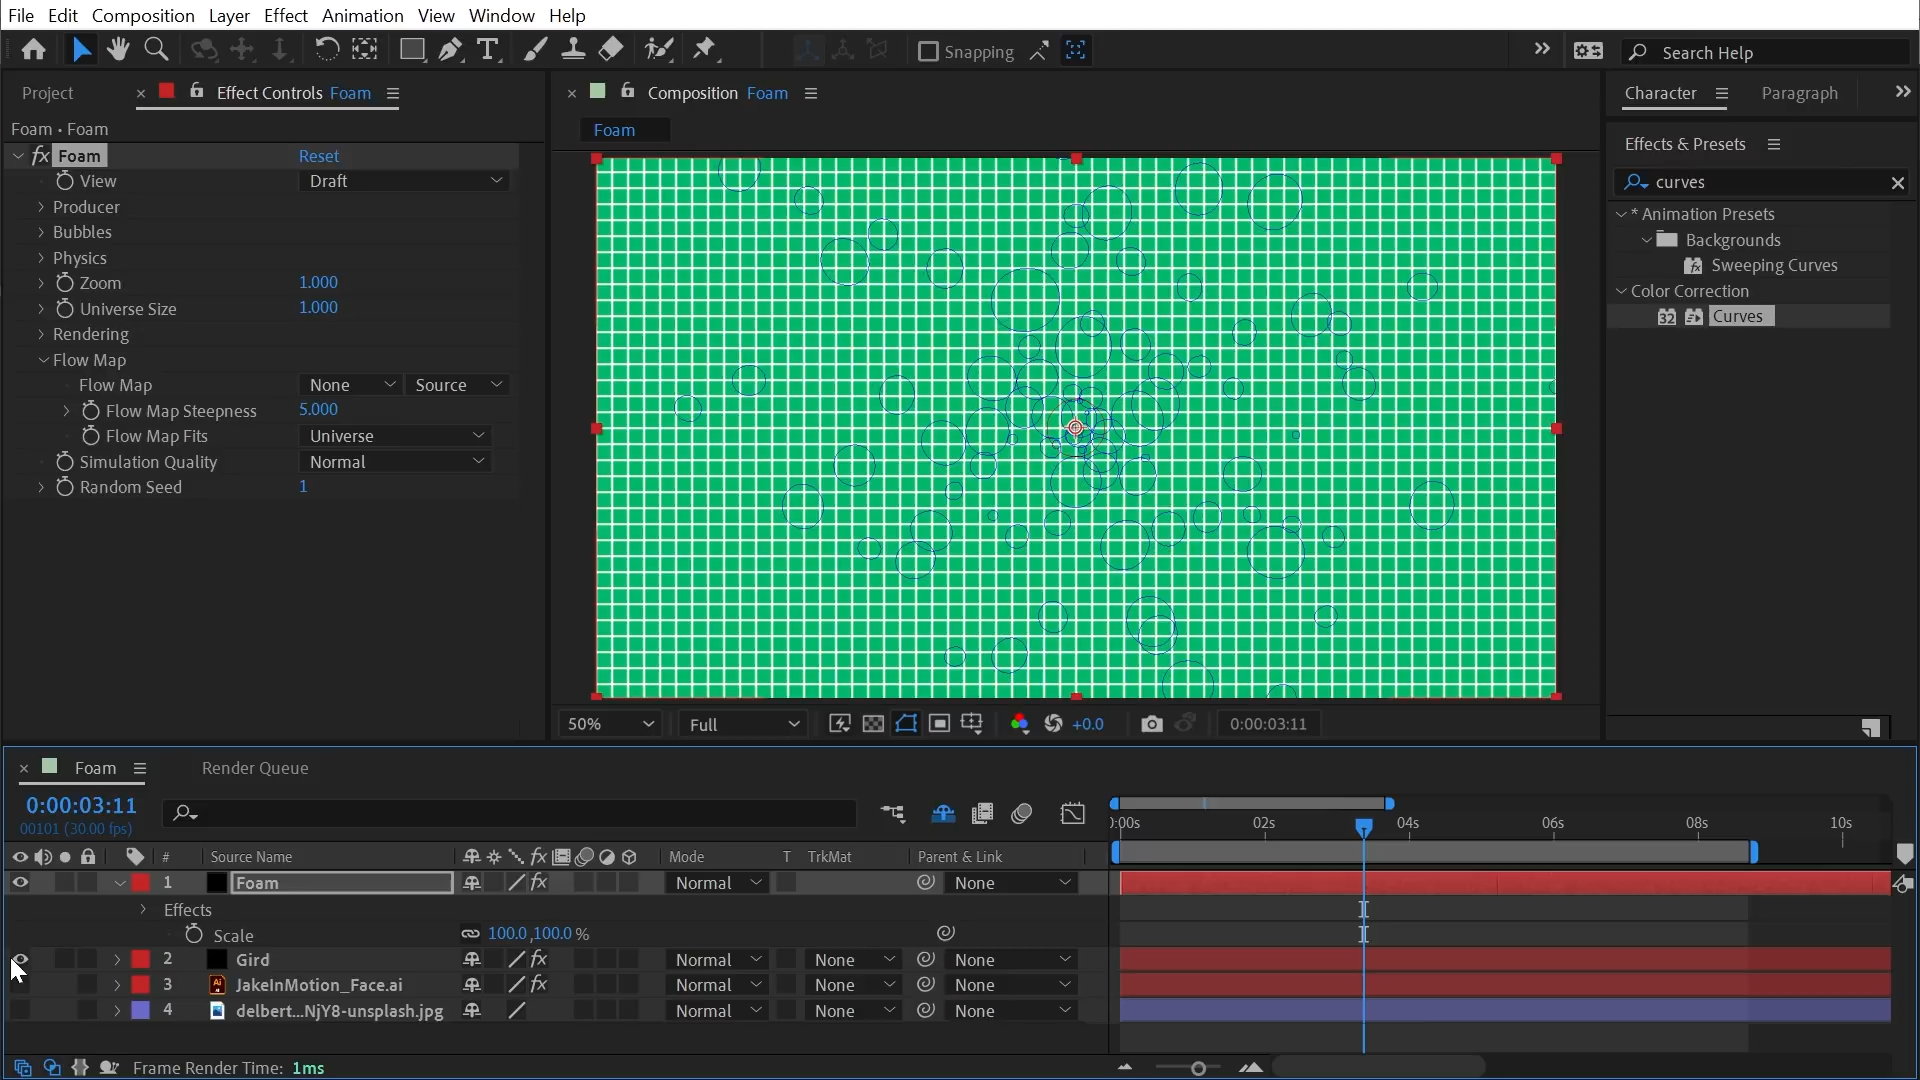 File Edit Composition Layer Effect Animation View Window Help
Snapping
Search Help
Project
Effect Controls Foam
Composition Foam
Character
Paragraph
Foam • Foam
Foam
Effects & Presets
fx Foam Reset
View Draft
Producer
Bubbles
Physics
Zoom 1.000
Universe Size 1.000
Rendering
Flow Map
Flow Map None Source
Flow Map Steepness 5.000
Flow Map Fits Universe
Simulation Quality Normal
Random Seed 1
curves
* Animation Presets
Backgrounds
Sweeping Curves
Color Correction
32 Curves
50% Full +0.0 0:00:03:11
Foam
Render Queue
0:00:03:11
00101 (30.00 fps)
):00s 02s 04s 06s 08s 10s
# Source Name fx Mode T TrkMat Parent & Link
1 Foam fx Normal None
Effects
Scale 100.0,100.0 %
2 Gird fx Normal None None
3 Ai JakeInMotion_Face.ai fx Normal None None
4 delbert...NjY8-unsplash.jpg Normal None None
Frame Render Time: 1ms